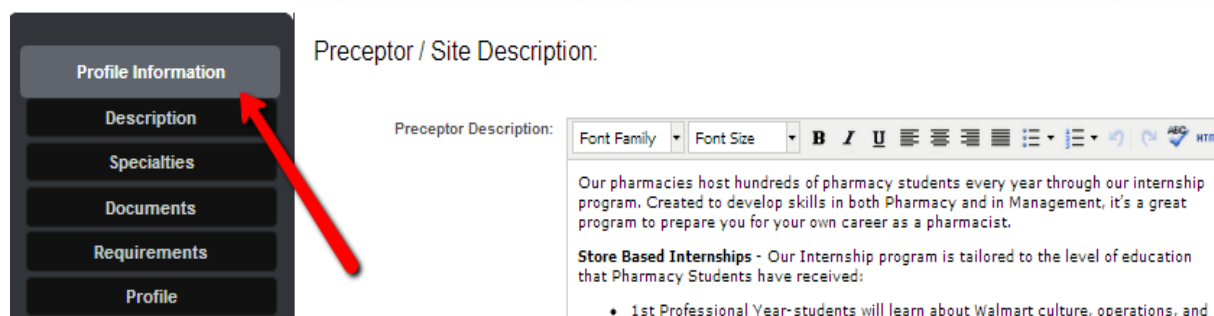 Profile Information
Description
Specialties
Documents
Requirements
Profile
Preceptor / Site Description:
Preceptor Description:
Font Family Font Size B I U ABC
Our pharmacies host hundreds of pharmacy students every year through our internship
program. Created to develop skills in both Pharmacy and in Management, it's a great
program to prepare you for your own career as a pharmacist.
Store Based Internships - Our Internship program is tailored to the level of education
that Pharmacy Students have received:
• 1st Professional Year-students will learn about Walmart culture, operations, and